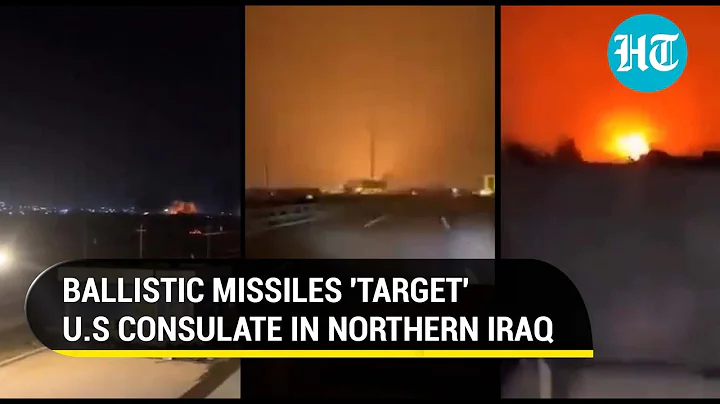 HT
BALLISTIC MISSILES 'TARGET'
U.S CONSULATE IN NORTHERN IRAQ